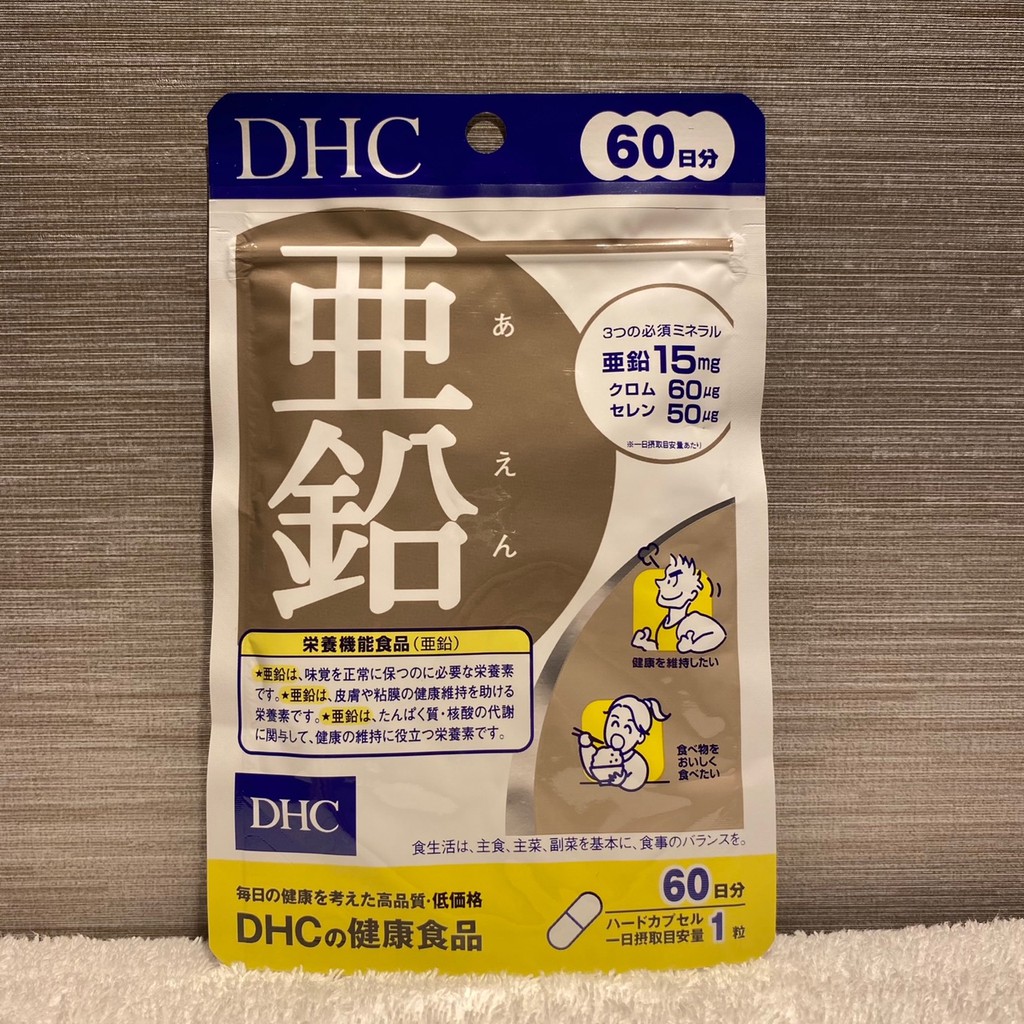 DHC
60日分
亜鉛
あえん
3つの必須ミネラル
亜鉛 15mg
クロム 60μg
セレン 50μg
※一日摂取目安量あたり
健康を維持したい
食べ物を
おいしく
食べたい
栄養機能食品(亜鉛)
★亜鉛は、味覚を正常に保つのに必要な栄養素
です。★亜鉛は、皮膚や粘膜の健康維持を助ける
栄養素です。★亜鉛は、たんぱく質・核酸の代謝
に関与して、健康の維持に役立つ栄養素です。
DHC
食生活は、主食、主菜、副菜を基本に、食事のバランスを。
毎日の健康を考えた高品質・低価格
DHCの健康食品
60日分
ハードカプセル
一日摂取目安量 1粒